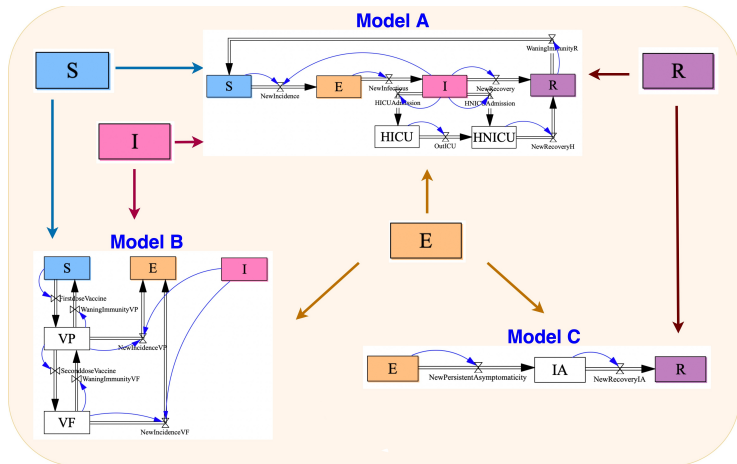 Model A
S
R
I
WaningImmunityR
S
NewIncidence
E
NewInfectious
I
NewRecovery
R
HICUAdmission
HNICUAdmission
HICU
OutICU
HNICU
NewRecoveryH
E
Model B
S
E
I
FirstdoseVaccine
WaningImmunityVP
VP
NewIncidenceVP
SeconddoseVaccine
WaningImmunityVF
VF
NewIncidenceVF
Model C
E
NewPersistentAsymptomaticity
IA
NewRecoveryIA
R